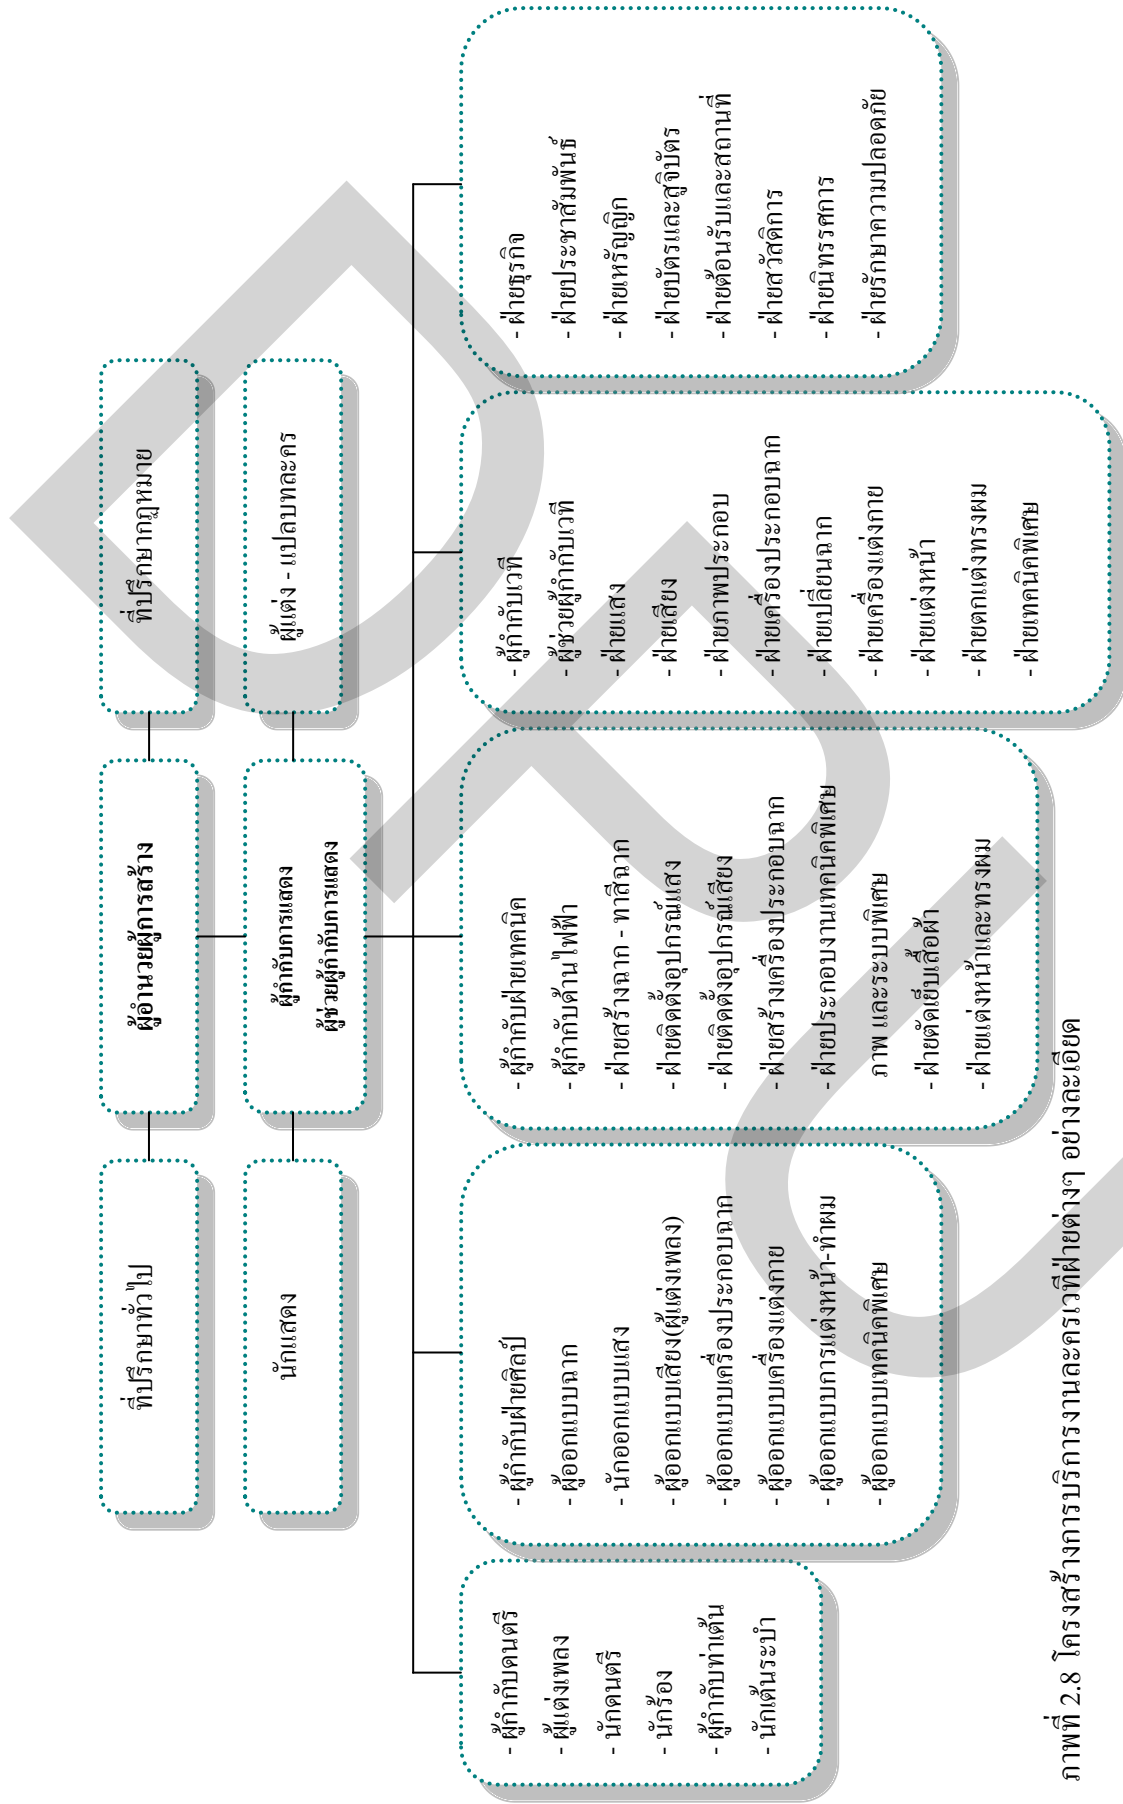 ที่ปรึกษาทั่วไป
ผู้อำนวยผู้การสร้าง
ที่ปรึกษากฎหมาย
นักแสดง
ผู้กำกับการแสดง
ผู้ช่วยผู้กำกับการแสดง
ผู้แต่ง - แปลบทละคร
- ผู้กำกับดนตรี
- ผู้แต่งเพลง
- นักดนตรี
- นักร้อง
- ผู้กำกับท่าเต้น
- นักเต้นระบำ
- ผู้กำกับฝ่ายศิลป์
- ผู้ออกแบบฉาก
- นักออกแบบแสง
- ผู้ออกแบบเสียง(ผู้แต่งเพลง)
- ผู้ออกแบบเครื่องประกอบฉาก
- ผู้ออกแบบเครื่องแต่งกาย
- ผู้ออกแบบการแต่งหน้า-ทำผม
- ผู้ออกแบบเทคนิคพิเศษ
- ผู้กำกับฝ่ายเทคนิค
- ผู้กำกับด้านไฟฟ้า
- ฝ่ายสร้างฉาก - ทาสีฉาก
- ฝ่ายติดตั้งอุปกรณ์แสง
- ฝ่ายติดตั้งอุปกรณ์เสียง
- ฝ่ายสร้างเครื่องประกอบฉาก
- ฝ่ายประกอบงานเทคนิคพิเศษ
ภาพ และระบบพิเศษ
- ฝ่ายตัดเย็บเสื้อผ้า
- ฝ่ายแต่งหน้าและทรงผม
- ผู้กำกับเวที
- ผู้ช่วยผู้กำกับเวที
- ฝ่ายแสง
- ฝ่ายเสียง
- ฝ่ายภาพประกอบ
- ฝ่ายเครื่องประกอบฉาก
- ฝ่ายเปลี่ยนฉาก
- ฝ่ายเครื่องแต่งกาย
- ฝ่ายแต่งหน้า
- ฝ่ายตกแต่งทรงผม
- ฝ่ายเทคนิคพิเศษ
- ฝ่ายธุรกิจ
- ฝ่ายประชาสัมพันธ์
- ฝ่ายเหรัญญิก
- ฝ่ายบัตรและสูจิบัตร
- ฝ่ายต้อนรับและสถานที่
- ฝ่ายสวัสดิการ
- ฝ่ายนิทรรศการ
- ฝ่ายรักษาความปลอดภัย
ภาพที่ 2.8 โครงสร้างการบริการงานละครเวทีฝ่ายต่างๆ อย่างละเอียด